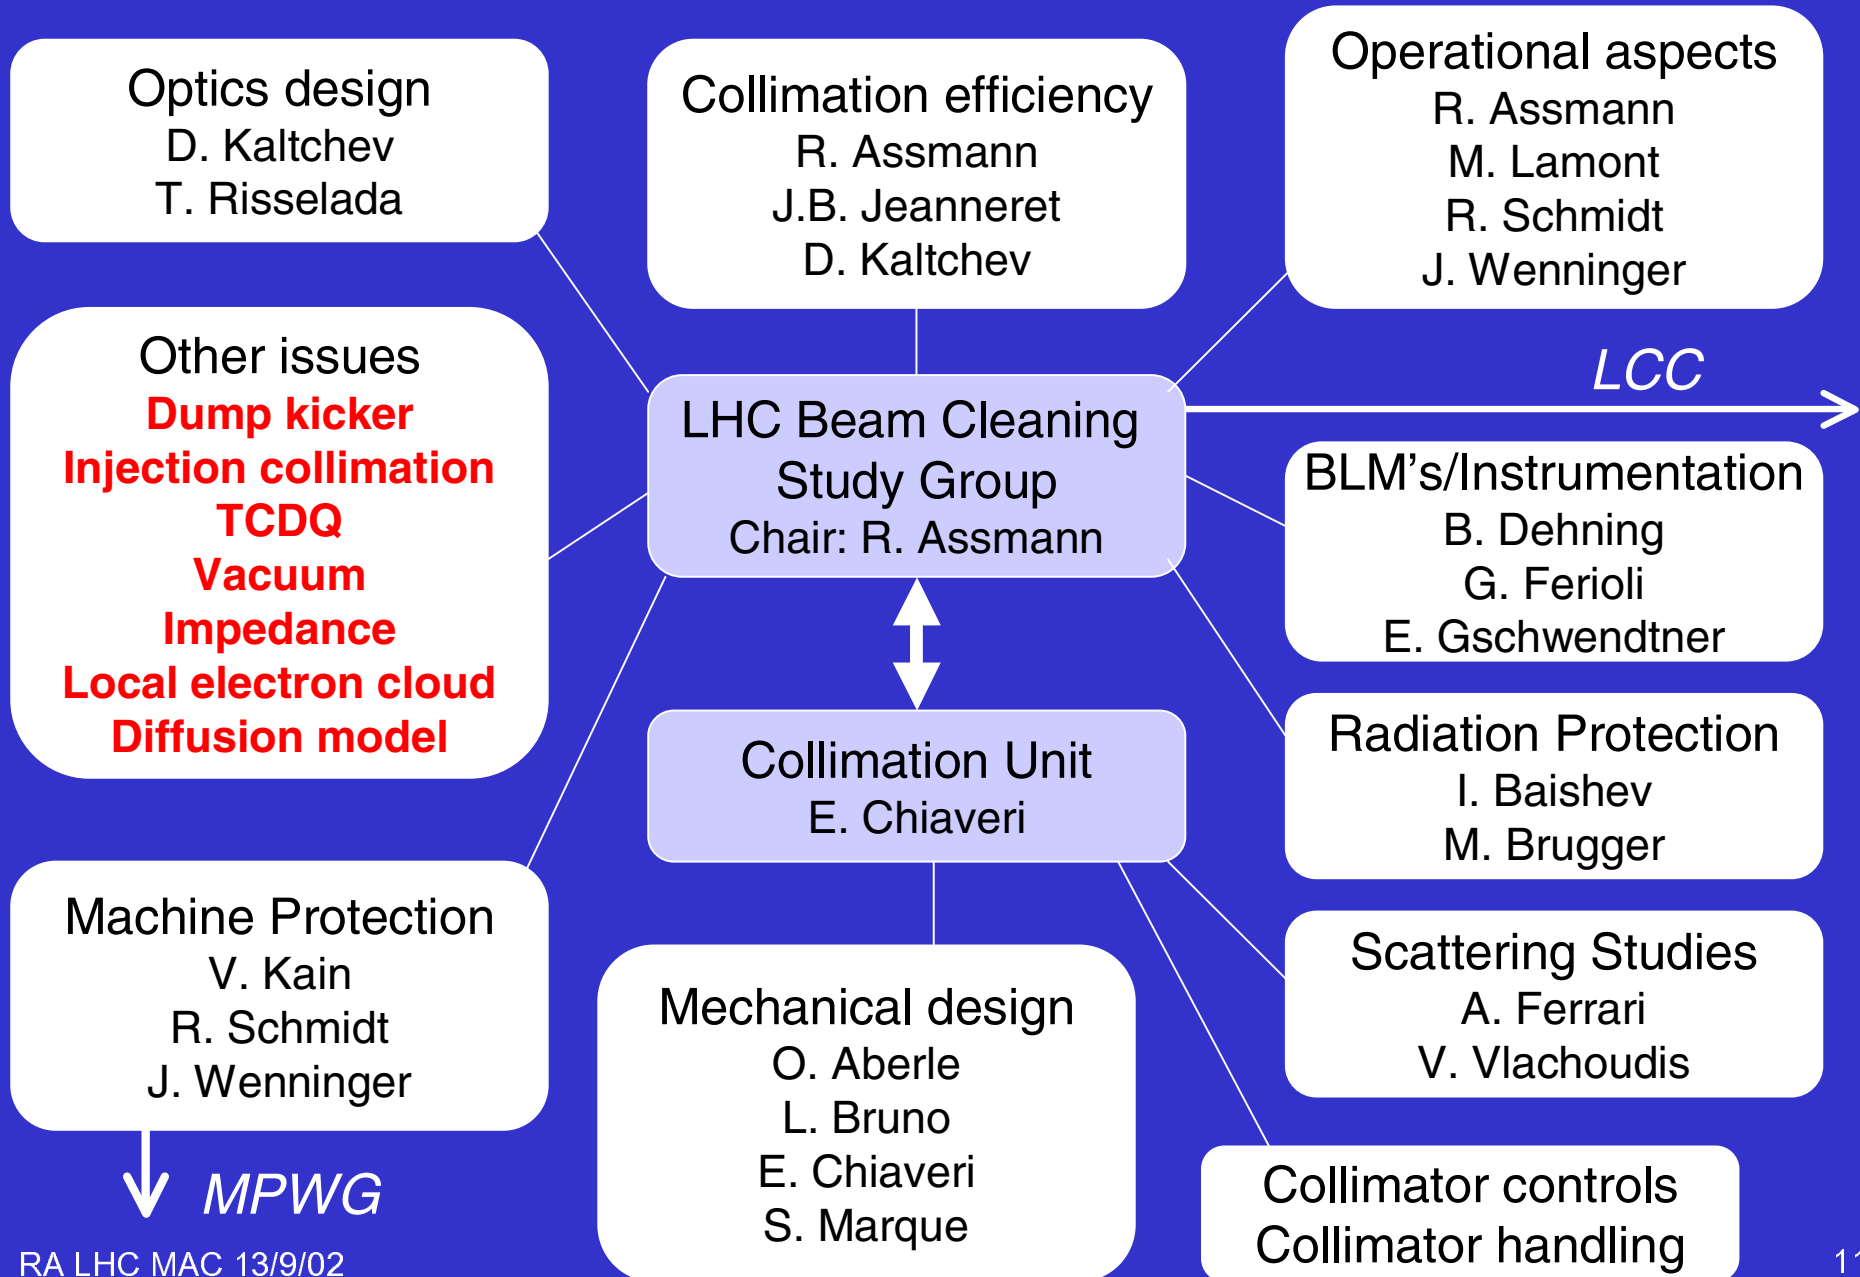 Optics design
D. Kaltchev
T. Risselada
Collimation efficiency
R. Assmann
J.B. Jeanneret
D. Kaltchev
Operational aspects
R. Assmann
M. Lamont
R. Schmidt
J. Wenninger
Other issues
Dump kicker
Injection collimation
TCDQ
Vacuum
Impedance
Local electron cloud
Diffusion model
LHC Beam Cleaning
Study Group
Chair: R. Assmann
LCC
BLM's/Instrumentation
B. Dehning
G. Ferioli
E. Gschwendtner
Collimation Unit
E. Chiaveri
Radiation Protection
I. Baishev
M. Brugger
Machine Protection
V. Kain
R. Schmidt
J. Wenninger
MPWG
Mechanical design
O. Aberle
L. Bruno
E. Chiaveri
S. Marque
Scattering Studies
A. Ferrari
V. Vlachoudis
Collimator controls
Collimator handling
RA LHC MAC 13/9/02
11